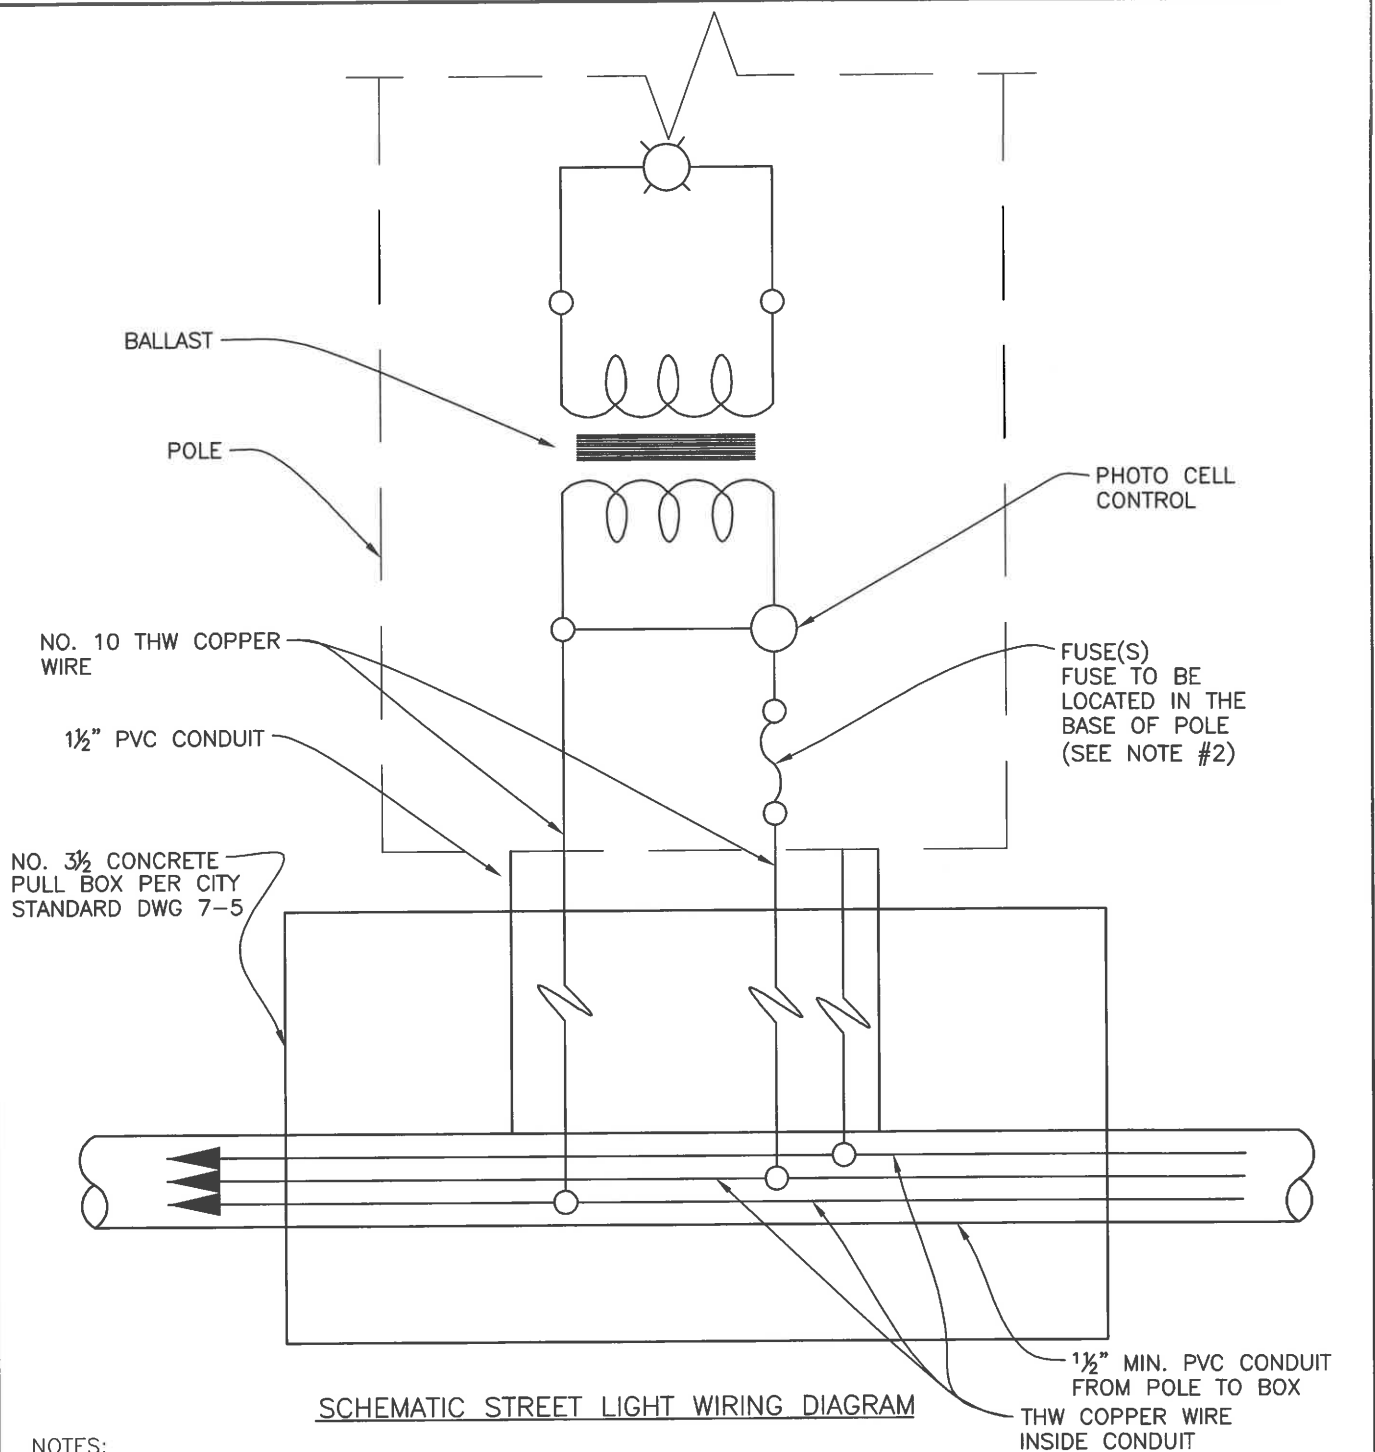 BALLAST
POLE
PHOTO CELL
CONTROL
NO. 10 THW COPPER
WIRE
FUSE(S)
FUSE TO BE
LOCATED IN THE
BASE OF POLE
(SEE NOTE #2)
1½" PVC CONDUIT
NO. 3½ CONCRETE
PULL BOX PER CITY
STANDARD DWG 7-5
1½" MIN. PVC CONDUIT
FROM POLE TO BOX
SCHEMATIC STREET LIGHT WIRING DIAGRAM
THW COPPER WIRE
INSIDE CONDUIT
NOTES: